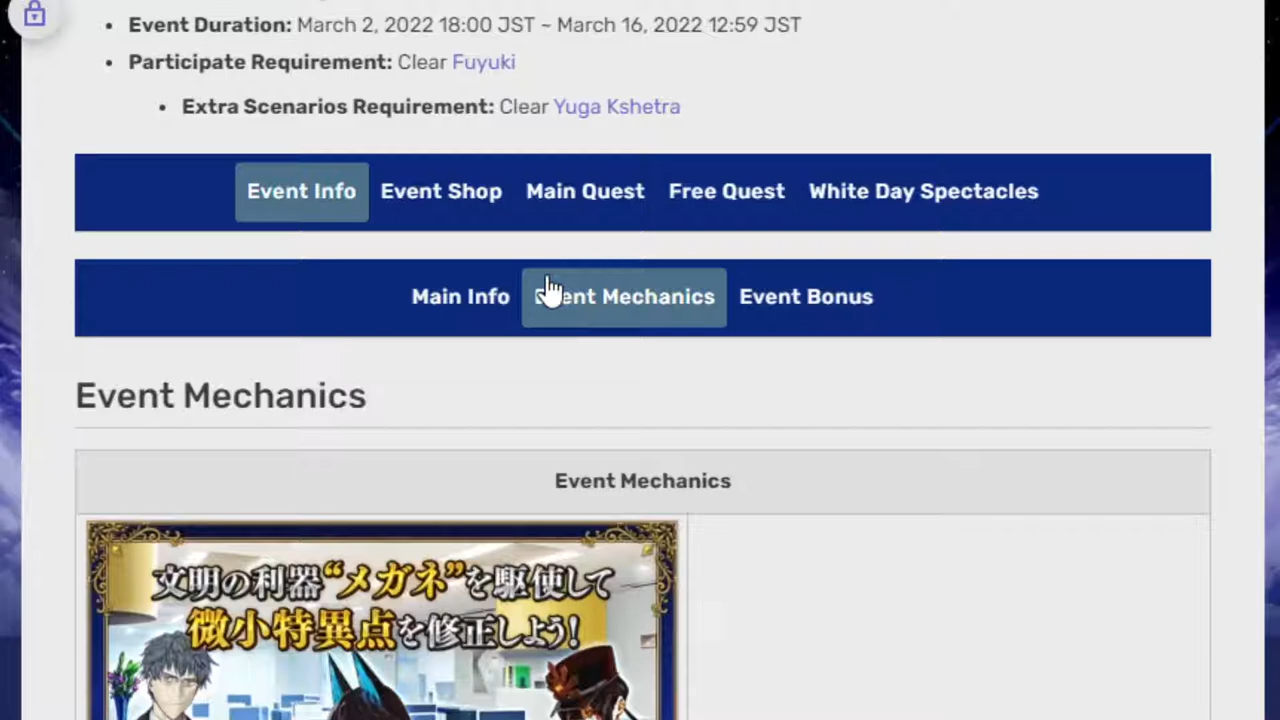 Event Duration: March 2, 2022 18:00 JST ~ March 16, 2022 12:59 JST
Participate Requirement: Clear Fuyuki
Extra Scenarios Requirement: Clear Yuga Kshetra
Event Info Event Shop Main Quest Free Quest White Day Spectacles
Main Info Event Mechanics Event Bonus
Event Mechanics
Event Mechanics
文明の利器“メガネ”を駆使して
微小特異点を修正しよう!